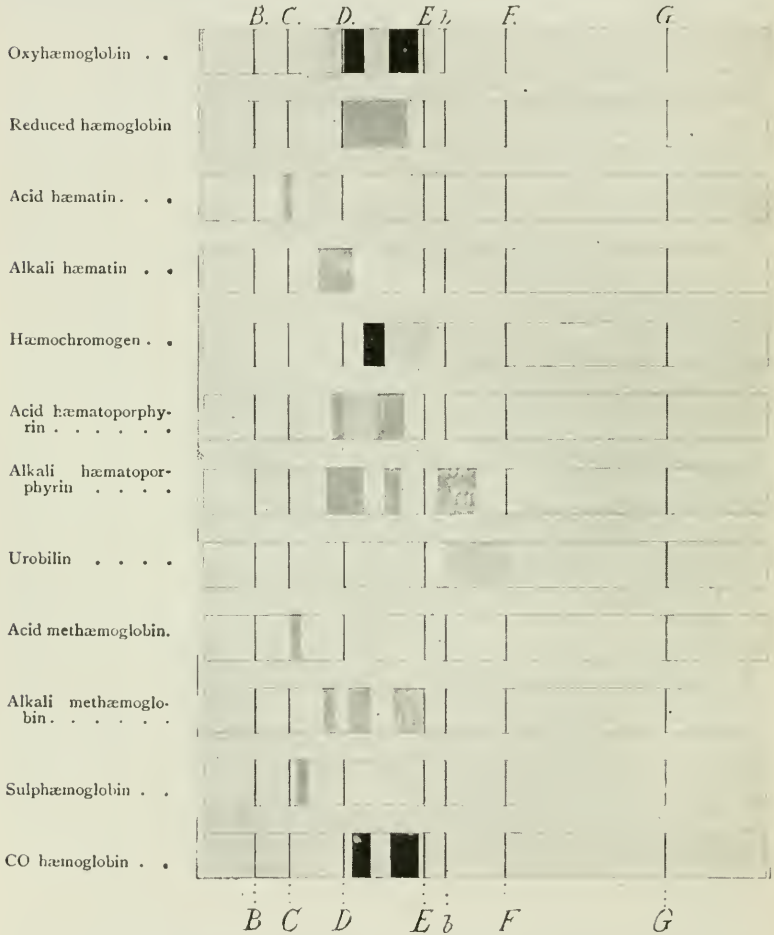 B. C. D. E b F. G
Oxyhæmoglobin . .
Reduced hæmoglobin
Acid hæmatin . . .
Alkali hæmatin . .
Hæmochromogen . .
Acid hæmatoporphy-
rin . . . . . .
Alkali hæmatopor-
phyrin . . . .
Urobilin . . . .
Acid methæmoglobin.
Alkali methæmoglo-
bin . . . . . .
Sulphæmoglobin . .
CO hæmoglobin . .
B C D E b F G